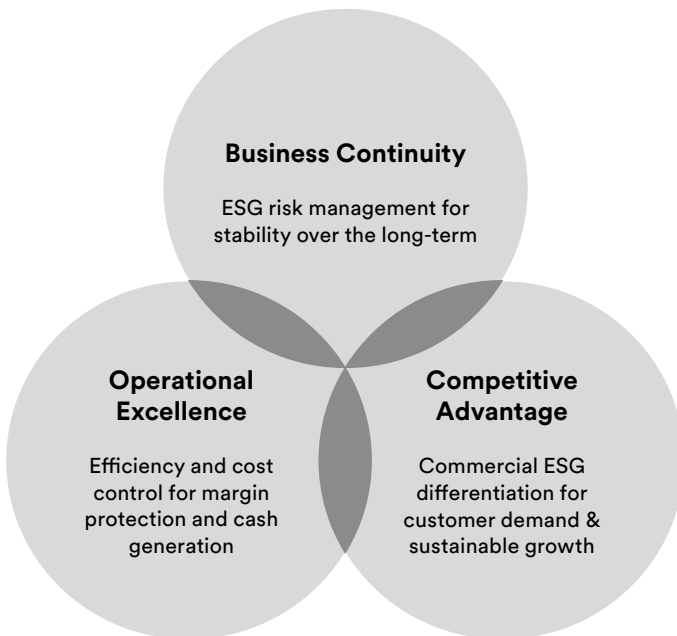 Business Continuity
ESG risk management for
stability over the long-term
Operational
Excellence
Efficiency and cost
control for margin
protection and cash
generation
Competitive
Advantage
Commercial ESG
differentiation for
customer demand &
sustainable growth